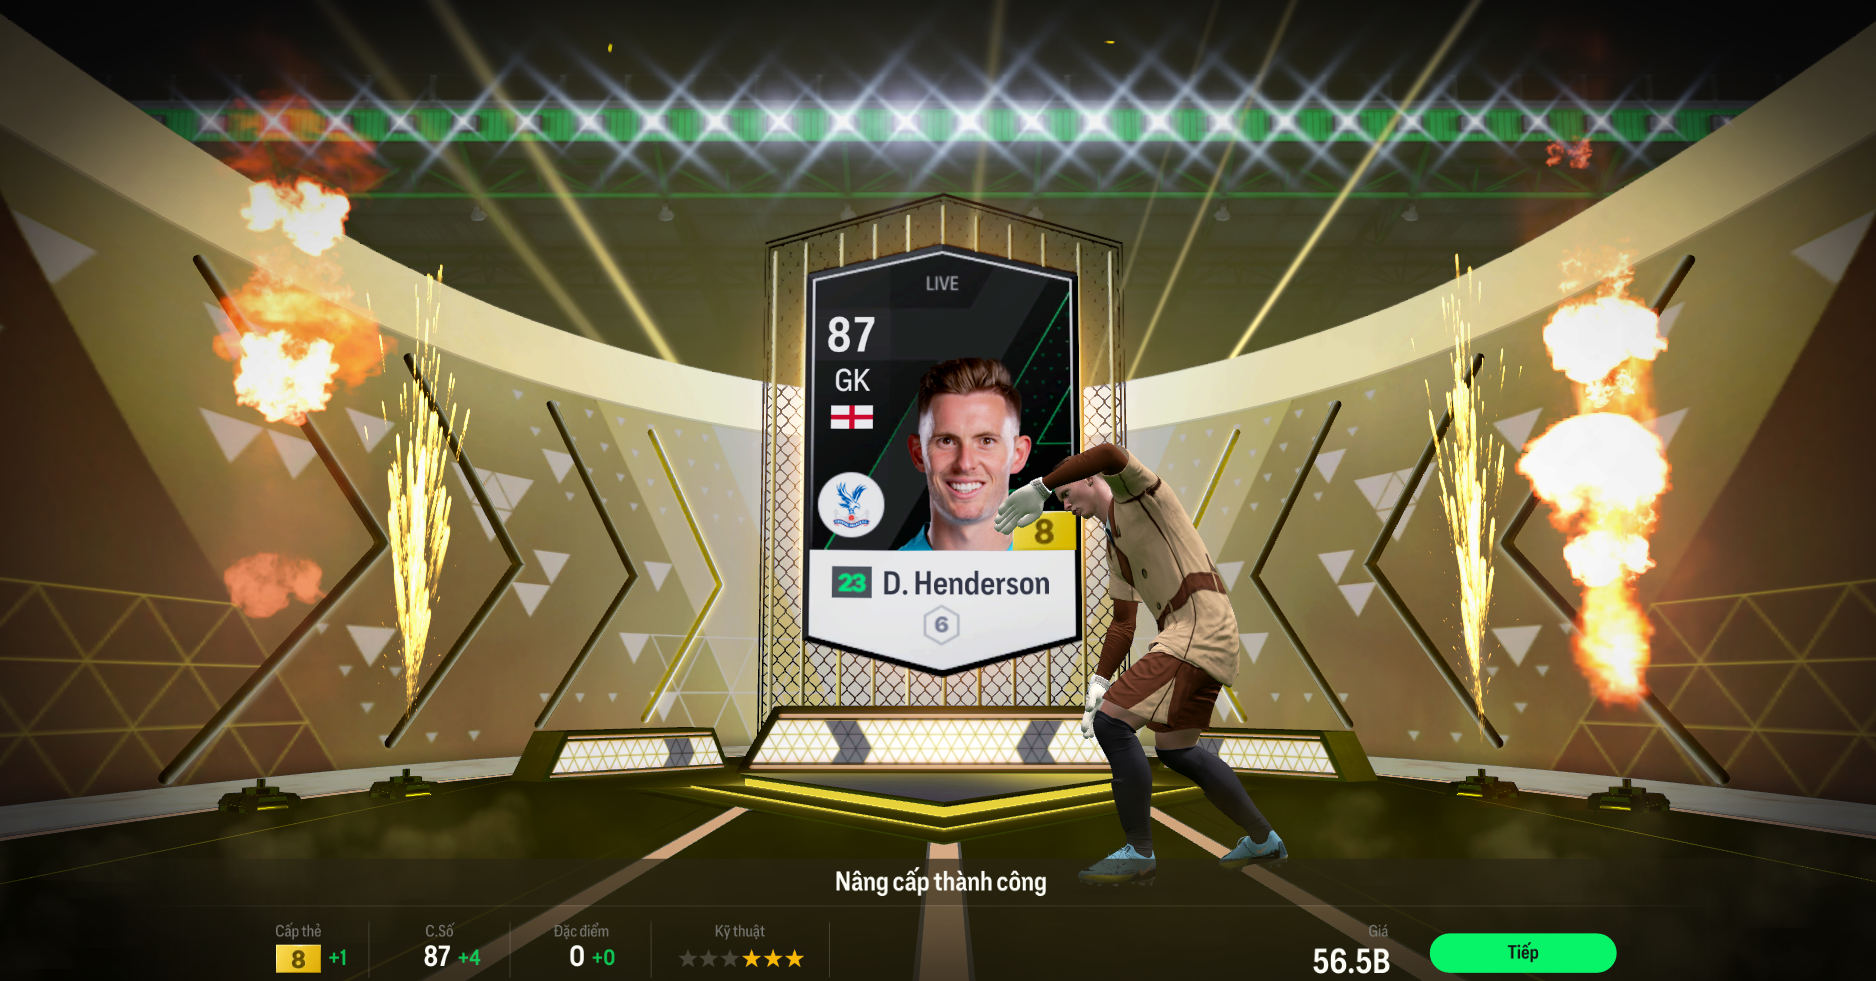 LIVE
87
GK
8
23 D. Henderson
6
Nâng cấp thành công
Cấp thẻ
8 +1
C.Số
87 +4
Đặc điểm
0 +0
Kỹ thuật
Giá
56.5B
Tiếp